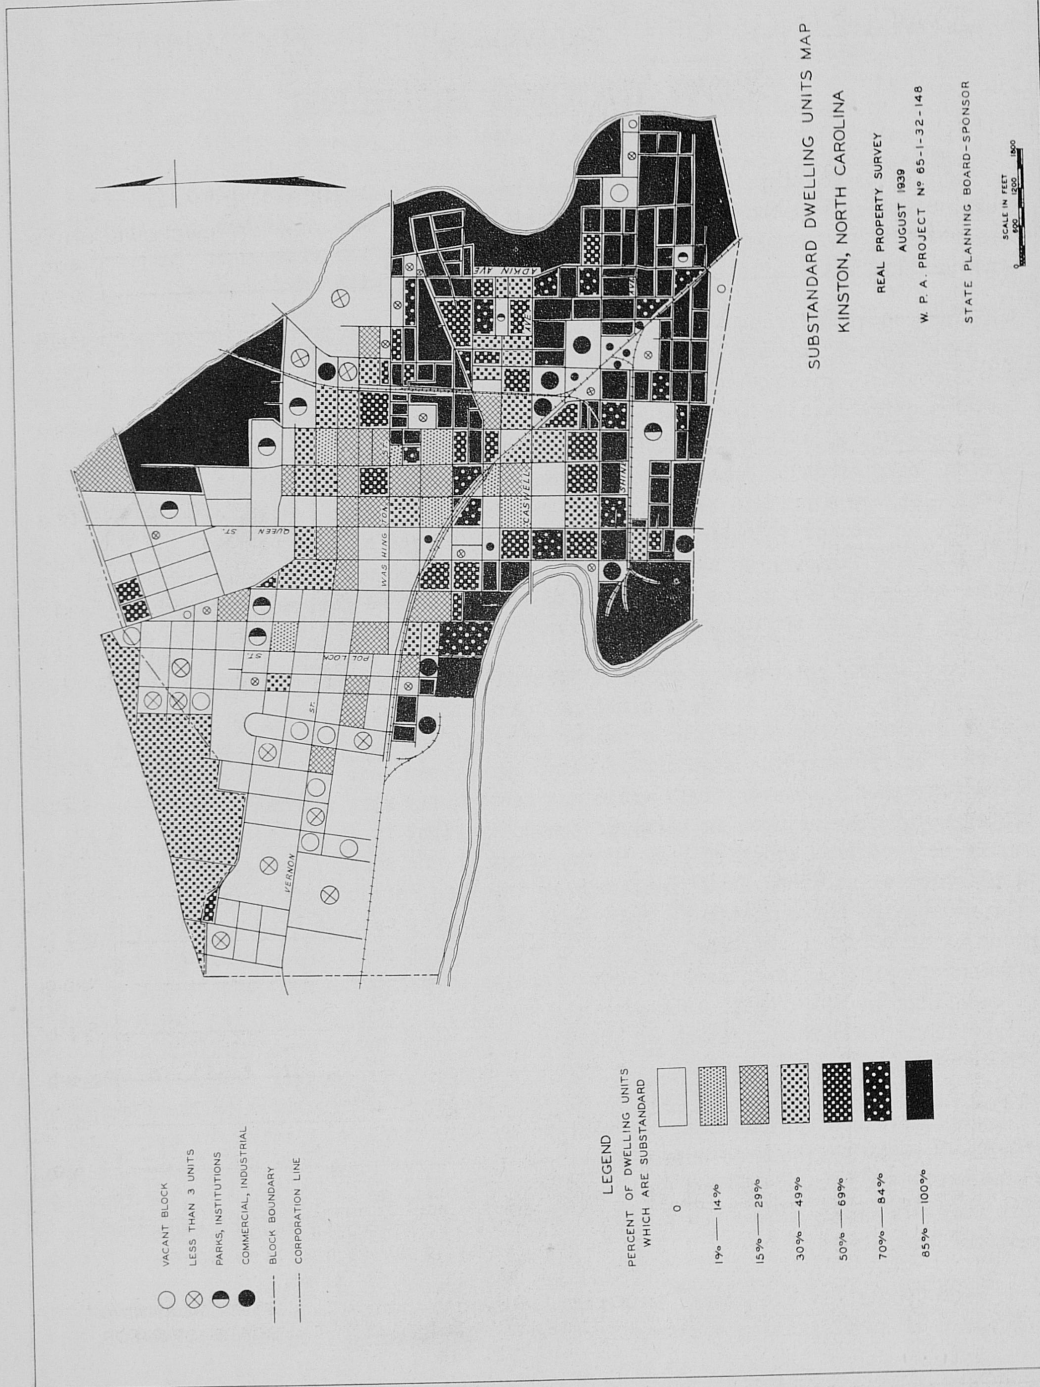 SUBSTANDARD DWELLING UNITS MAP
KINSTON, NORTH CAROLINA
REAL PROPERTY SURVEY
AUGUST 1939
W. P. A. PROJECT Nº 65-1-32-148
STATE PLANNING BOARD-SPONSOR
SCALE IN FEET
0 600 1200 1800
ADKIN AVE
AVE
QUEEN ST.
WASHING
CASWELL
SHINE
POLLOCK ST.
VERNON ST.
LEGEND
PERCENT OF DWELLING UNITS
WHICH ARE SUBSTANDARD
0
1% — 14%
15% — 29%
30% — 49%
50% — 69%
70% — 84%
85% — 100%
VACANT BLOCK
LESS THAN 3 UNITS
PARKS, INSTITUTIONS
COMMERCIAL, INDUSTRIAL
BLOCK BOUNDARY
CORPORATION LINE